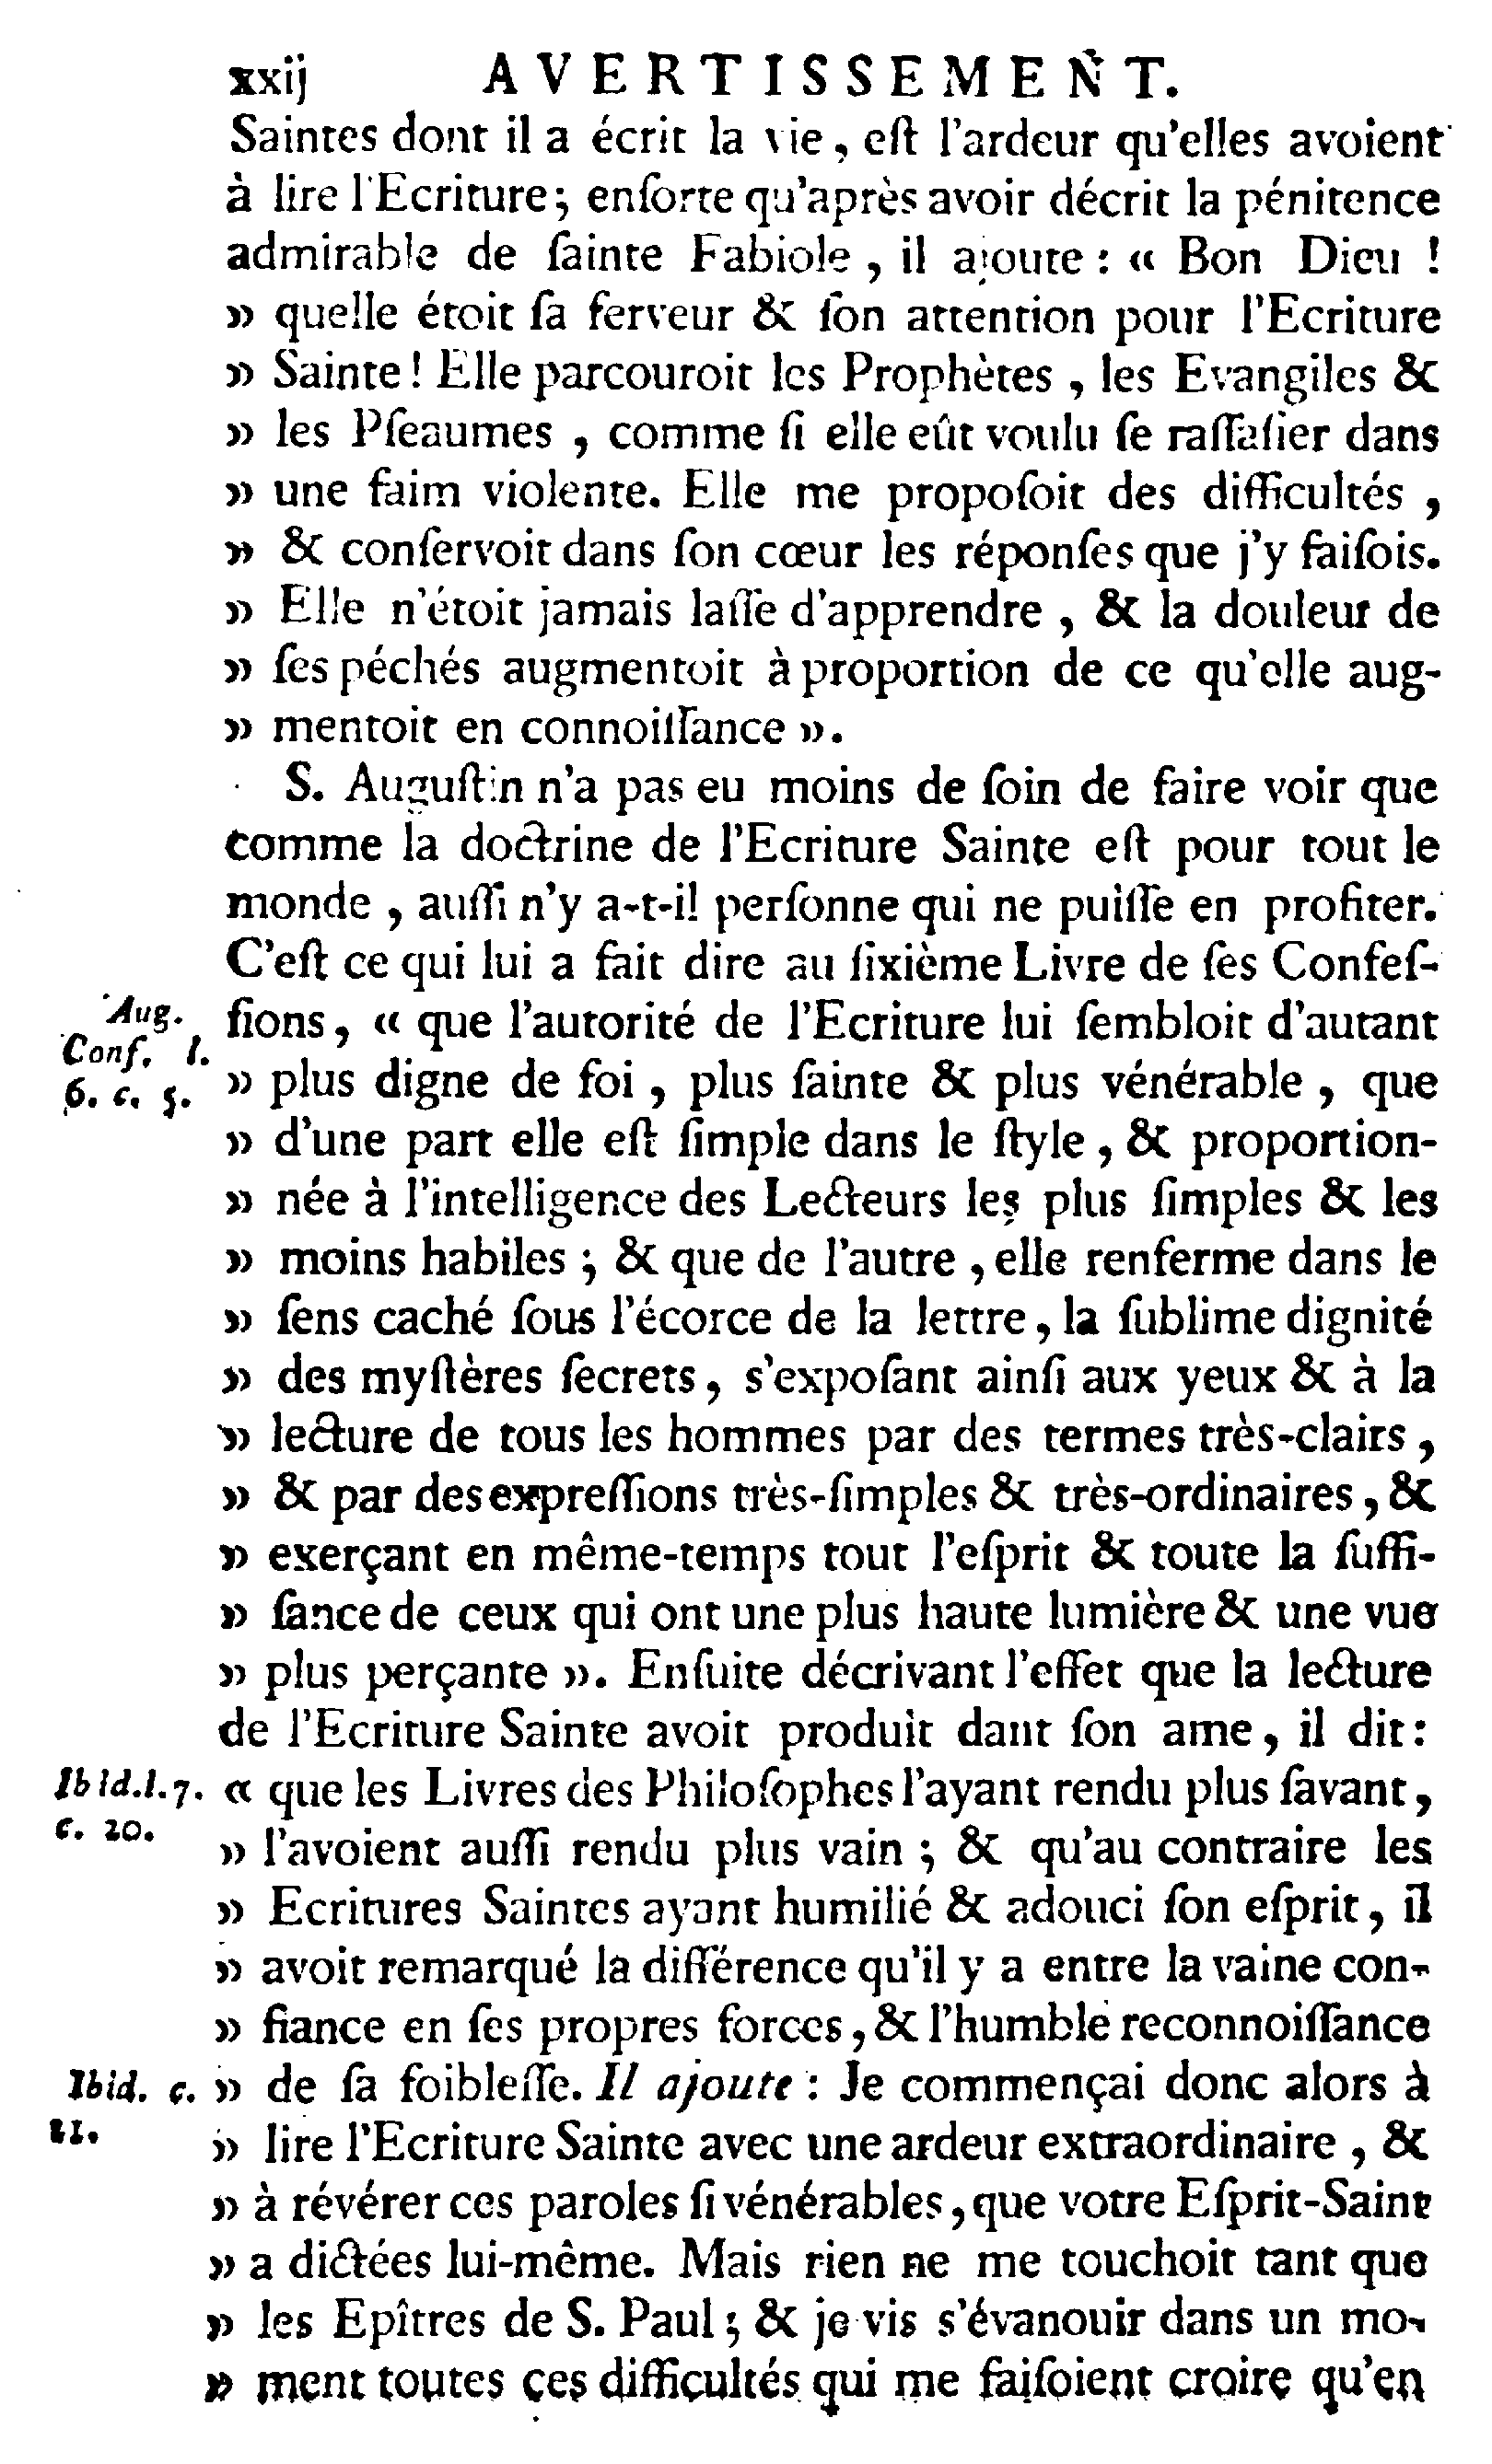 xxij AVERTISSEMENT.
Saintes dont il a écrit la vie, eſt l'ardeur qu'elles avoient
à lire l'Ecriture; enſorte qu'après avoir décrit la pénitence
admirable de ſainte Fabiole, il ajoute: « Bon Dieu !
» quelle étoit ſa ferveur & ſon attention pour l'Ecriture
» Sainte! Elle parcouroit les Prophètes, les Evangiles &
» les Pſeaumes, comme ſi elle eût voulu ſe raſſaſier dans
» une faim violente. Elle me propoſoit des difficultés,
» & conſervoit dans ſon cœur les réponſes que j'y faiſois.
» Elle n'étoit jamais laſſe d'apprendre, & la douleur de
» ſes péchés augmentoit à proportion de ce qu'elle aug-
» mentoit en connoiſſance ».
S. Auguſtin n'a pas eu moins de ſoin de faire voir que
comme la doctrine de l'Ecriture Sainte eſt pour tout le
monde, auſſi n'y a-t-il perſonne qui ne puiſſe en profiter.
C'eſt ce qui lui a fait dire au ſixième Livre de ſes Confeſ-
Aug.
Conf. l.
6. c. 5.
ſions, « que l'autorité de l'Ecriture lui ſembloit d'autant
» plus digne de foi, plus ſainte & plus vénérable, que
» d'une part elle eſt ſimple dans le ſtyle, & proportion-
» née à l'intelligence des Lecteurs les plus ſimples & les
» moins habiles; & que de l'autre, elle renferme dans le
» ſens caché ſous l'écorce de la lettre, la ſublime dignité
» des myſtères ſecrets, s'expoſant ainſi aux yeux & à la
» lecture de tous les hommes par des termes très-clairs,
» & par des expreſſions très-ſimples & très-ordinaires, &
» exerçant en même-temps tout l'eſprit & toute la ſuffi-
» ſance de ceux qui ont une plus haute lumière & une vue
» plus perçante ». Enſuite décrivant l'effet que la lecture
de l'Ecriture Sainte avoit produit dant ſon ame, il dit:
Ibid. l. 7.
c. 20.
« que les Livres des Philoſophes l'ayant rendu plus ſavant,
» l'avoient auſſi rendu plus vain; & qu'au contraire les
» Ecritures Saintes ayant humilié & adouci ſon eſprit, il
» avoit remarqué la différence qu'il y a entre la vaine con-
» fiance en ſes propres forces, & l'humble reconnoiſſance
Ibid. c.
21.
» de ſa foibleſſe. Il ajoute: Je commençai donc alors à
» lire l'Ecriture Sainte avec une ardeur extraordinaire, &
» à révérer ces paroles ſi vénérables, que votre Eſprit-Saint
» a dictées lui-même. Mais rien ne me touchoit tant que
» les Epîtres de S. Paul; & je vis s'évanouir dans un mo-
» ment toutes ces difficultés qui me faiſoient croire qu'en